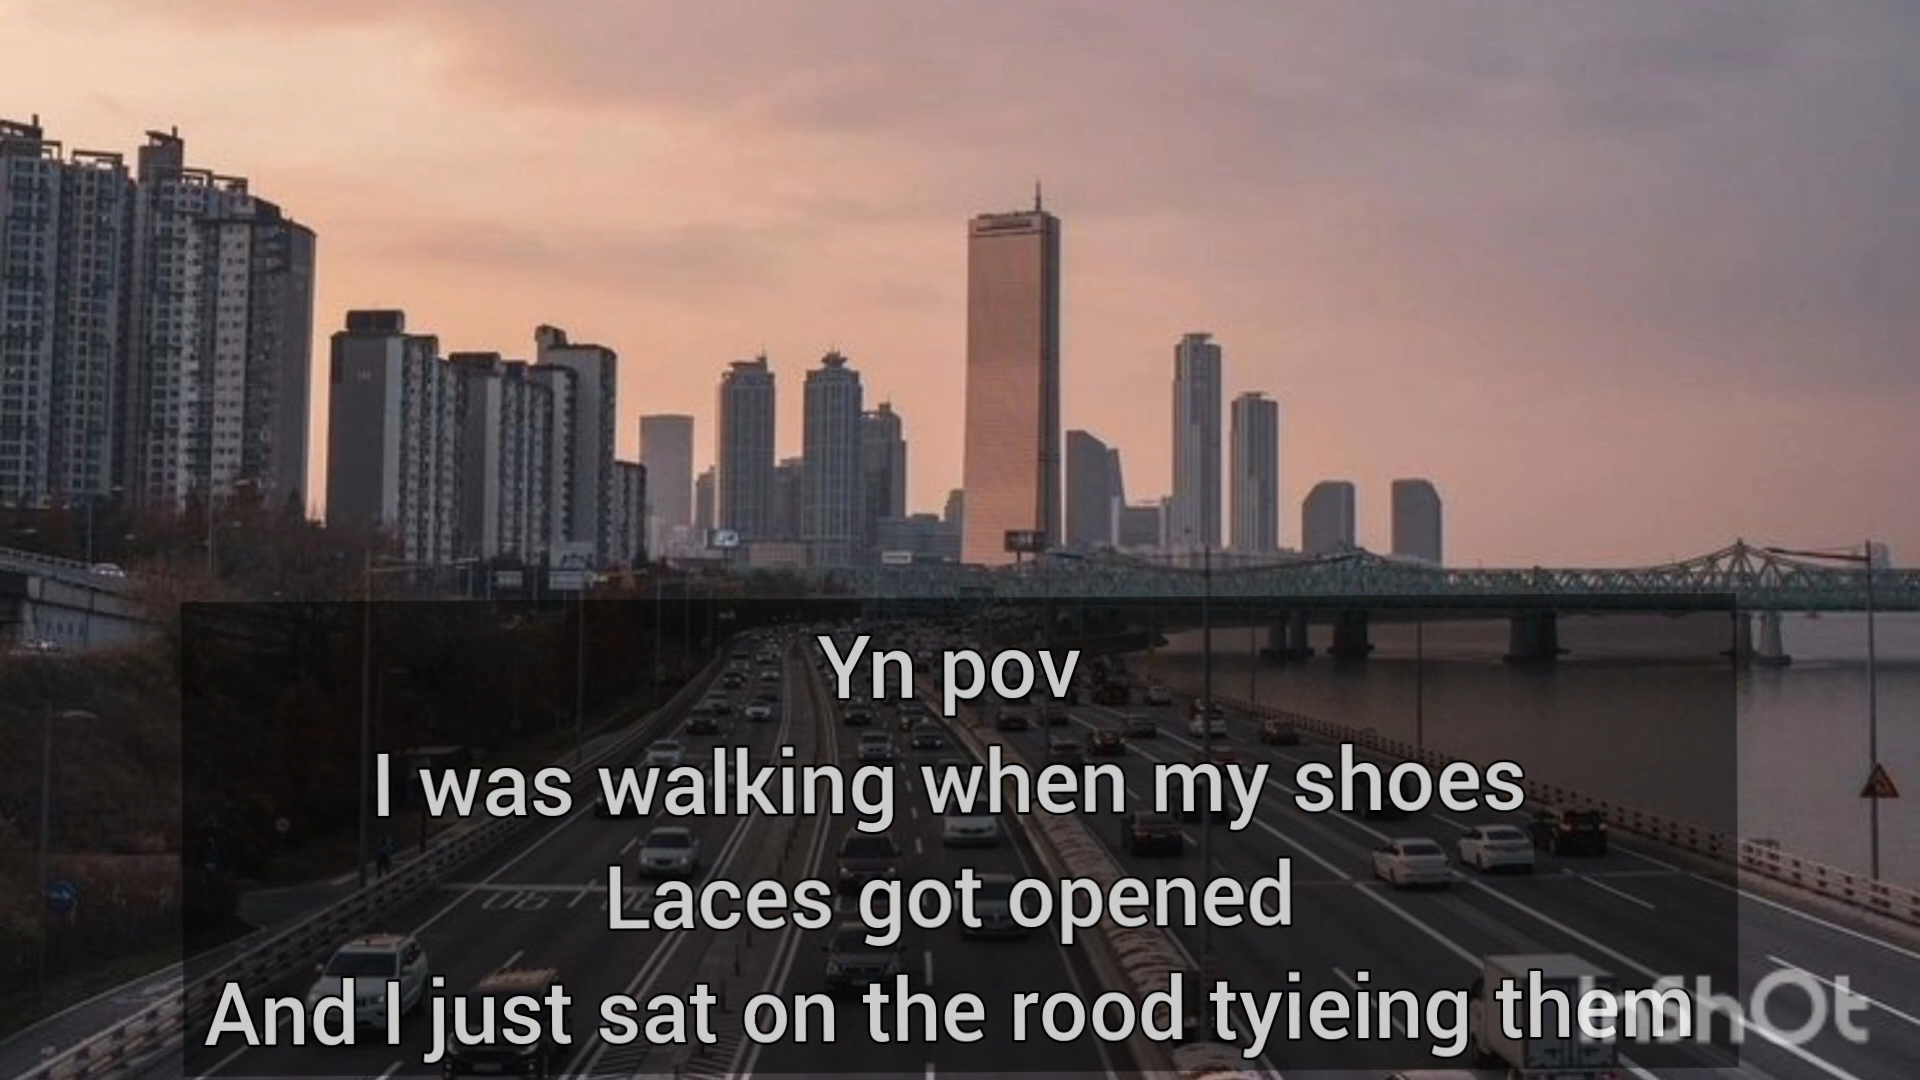 Yn pov
I was walking when my shoes
Laces got opened
And I just sat on the rood tyieing them
InShOt